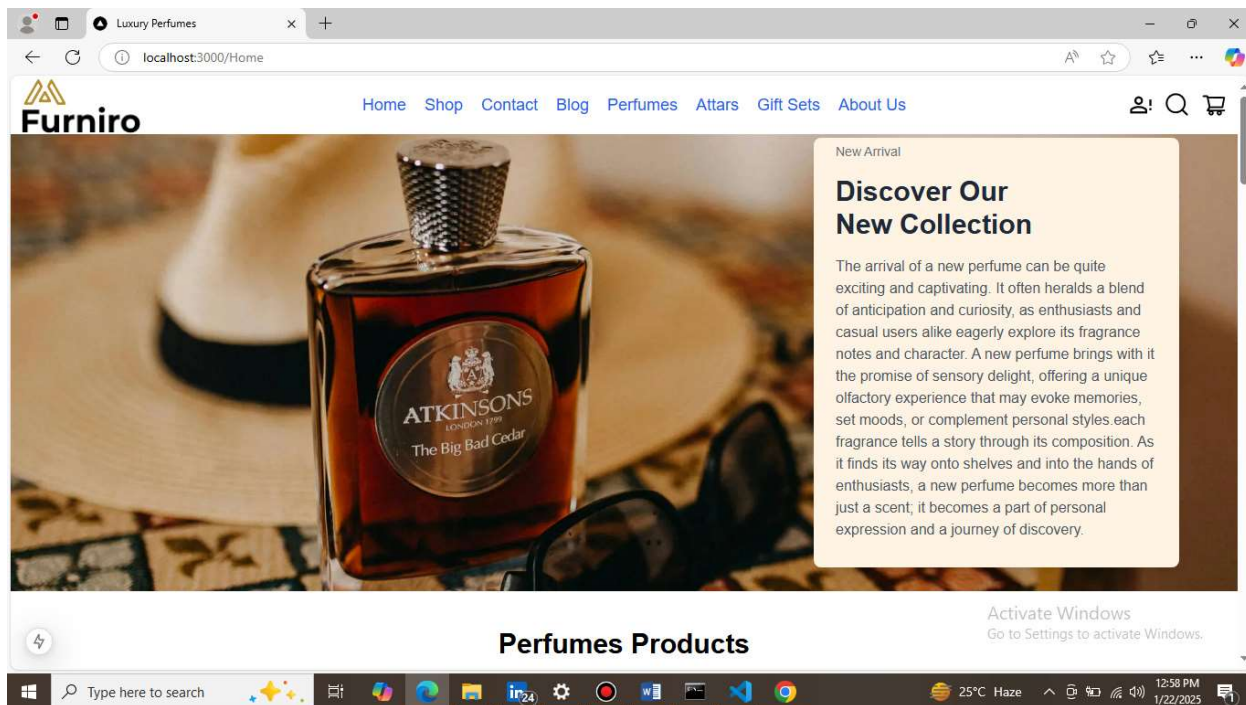 Luxury Perfumes
localhost:3000/Home
Furniro
Home Shop Contact Blog Perfumes Attars Gift Sets About Us
New Arrival
Discover Our
New Collection
The arrival of a new perfume can be quite
exciting and captivating. It often heralds a blend
of anticipation and curiosity, as enthusiasts and
casual users alike eagerly explore its fragrance
notes and character. A new perfume brings with it
the promise of sensory delight, offering a unique
olfactory experience that may evoke memories,
set moods, or complement personal styles.each
fragrance tells a story through its composition. As
it finds its way onto shelves and into the hands of
enthusiasts, a new perfume becomes more than
just a scent; it becomes a part of personal
expression and a journey of discovery.
ATKINSONS
LONDON 1799
The Big Bad Cedar
Perfumes Products
Activate Windows
Go to Settings to activate Windows.
Type here to search
in 24
25°C Haze
12:58 PM
1/22/2025
1